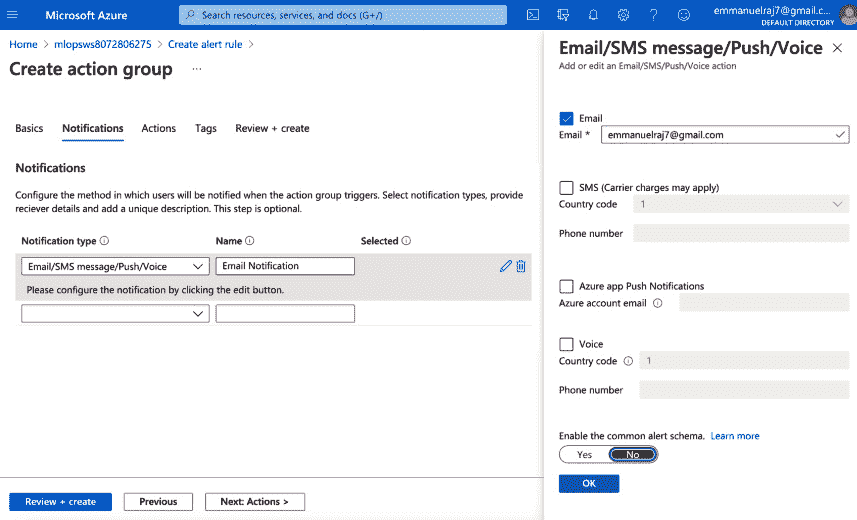 Microsoft Azure
Search resources, services, and docs (G+/)
emmanuelraj7@gmail.c...
DEFAULT DIRECTORY
Home > mlopsws8072806275 > Create alert rule >
Create action group ...
Basics Notifications Actions Tags Review + create
Notifications
Configure the method in which users will be notified when the action group triggers. Select notification types, provide
reciever details and add a unique description. This step is optional.
Notification type Name Selected
Email/SMS message/Push/Voice Email Notification
Please configure the notification by clicking the edit button.
Review + create Previous Next: Actions >
Email/SMS message/Push/Voice
Add or edit an Email/SMS/Push/Voice action
Email
Email * emmanuelraj7@gmail.com
SMS (Carrier charges may apply)
Country code 1
Phone number
Azure app Push Notifications
Azure account email
Voice
Country code 1
Phone number
Enable the common alert schema. Learn more
Yes No
OK